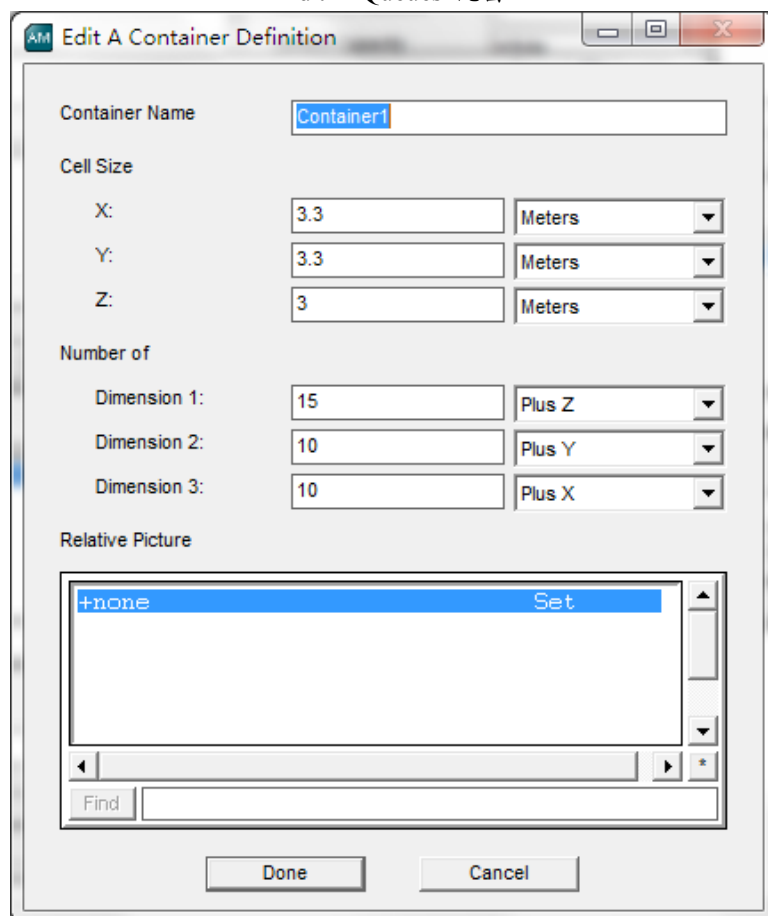 AM Edit A Container Definition
Container Name Container1
Cell Size
X: 3.3 Meters
Y: 3.3 Meters
Z: 3 Meters
Number of
Dimension 1: 15 Plus Z
Dimension 2: 10 Plus Y
Dimension 3: 10 Plus X
Relative Picture
+none Set
*
Find
Done Cancel